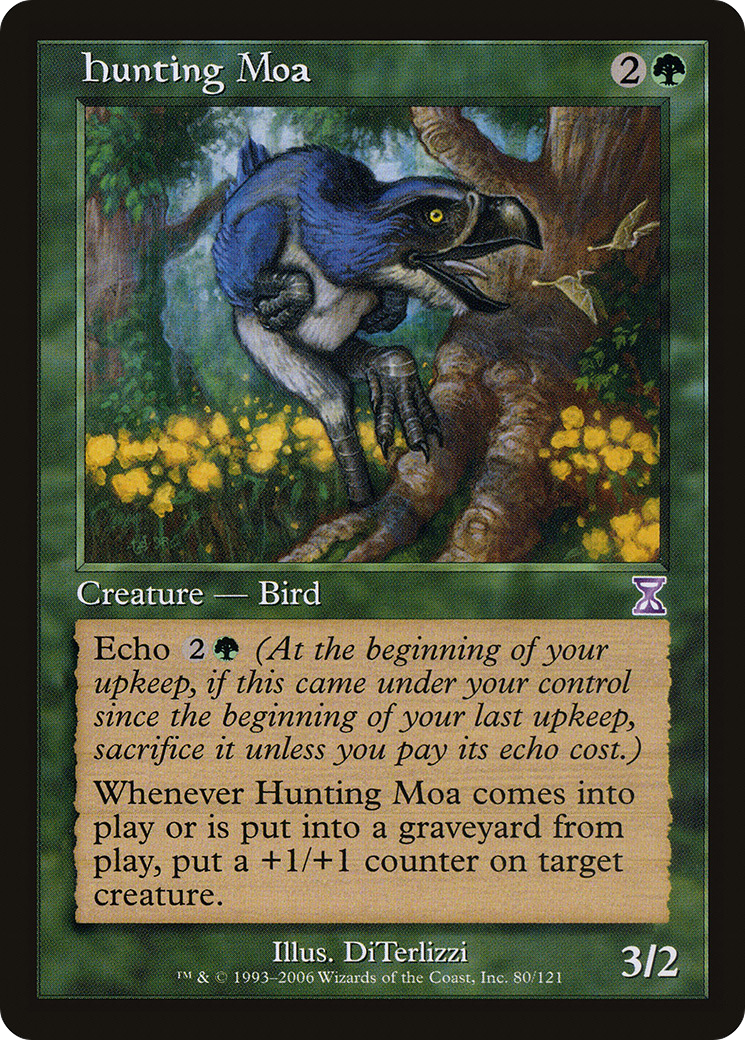 Hunting Moa 2
Creature — Bird
Echo 2 (At the beginning of your
upkeep, if this came under your control
since the beginning of your last upkeep,
sacrifice it unless you pay its echo cost.)
Whenever Hunting Moa comes into
play or is put into a graveyard from
play, put a +1/+1 counter on target
creature.
Illus. DiTerlizzi
™ & © 1993–2006 Wizards of the Coast, Inc. 80/121
3/2